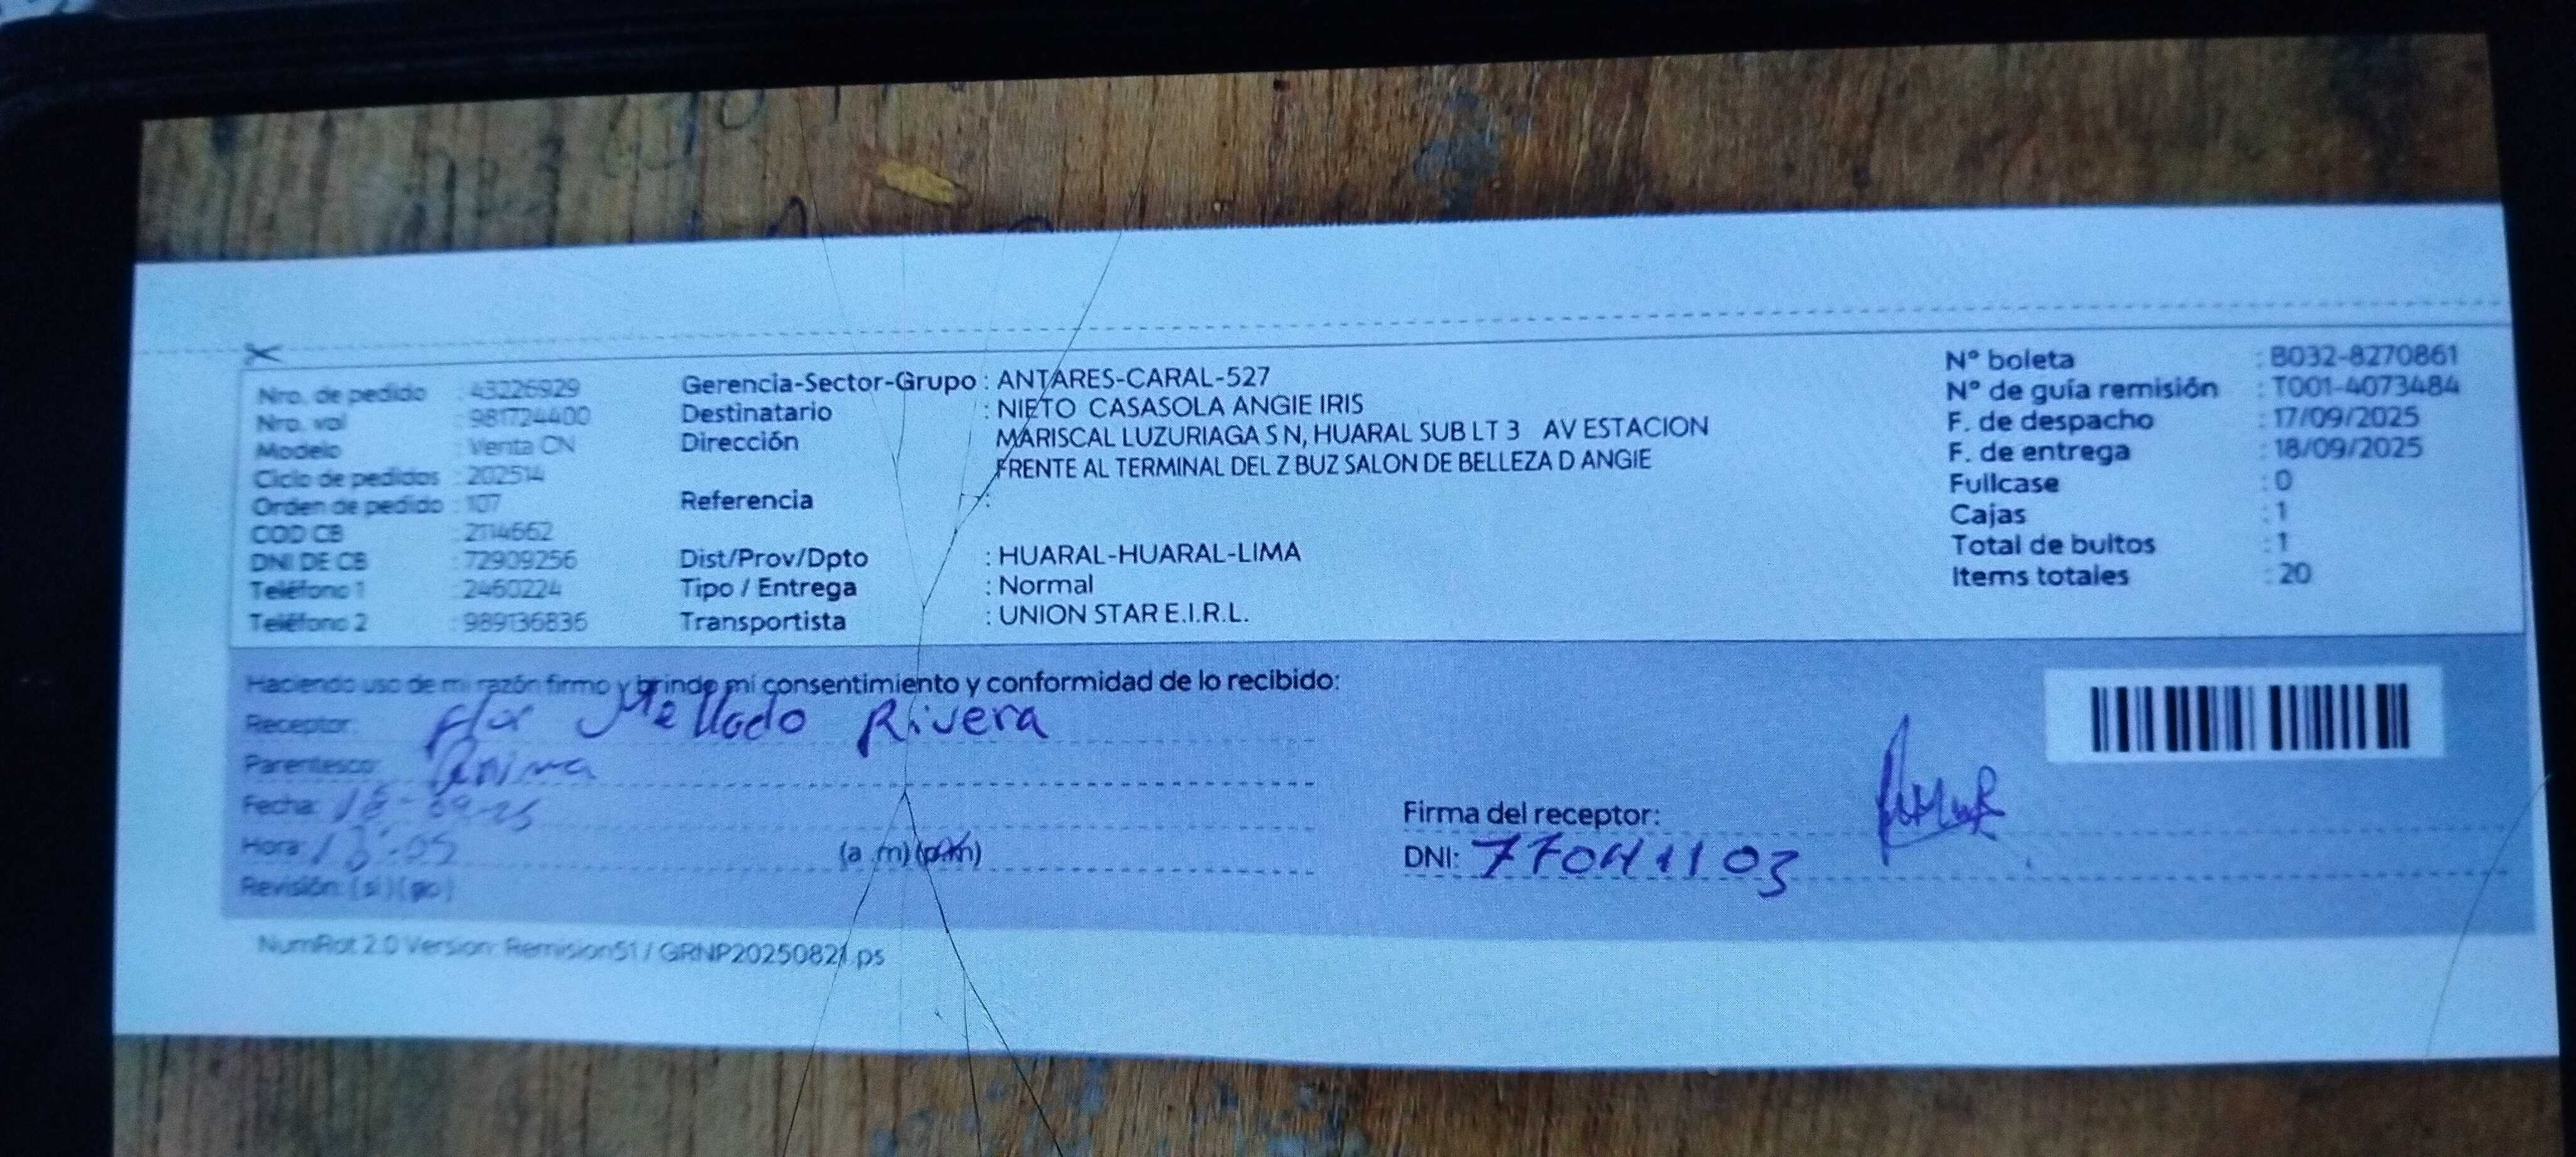 Nro. de pedido : 43226929
Nro. val : 981724400
Modelo : Venta CN
Ciclo de pedidos : 202514
Orden de pedido : 107
COD CB : 2114662
DNI DE CB : 72909256
Teléfono 1 : 2460224
Teléfono 2 : 989136836
Gerencia-Sector-Grupo : ANTARES-CARAL-527
Destinatario : NIETO CASASOLA ANGIE IRIS
Dirección MARISCAL LUZURIAGA S N, HUARAL SUB LT 3 AV ESTACION
FRENTE AL TERMINAL DEL Z BUZ SALON DE BELLEZA D ANGIE
Referencia :
Dist/Prov/Dpto : HUARAL-HUARAL-LIMA
Tipo / Entrega : Normal
Transportista : UNION STAR E.I.R.L.
N° boleta : B032-8270861
N° de guía remisión : T001-4073484
F. de despacho : 17/09/2025
F. de entrega : 18/09/2025
Fullcase : 0
Cajas : 1
Total de bultos : 1
Items totales : 20
Haciendo uso de mi razón firmo y brindo mi consentimiento y conformidad de lo recibido:
Receptor: Flor Mellado Rivera
Parentesco:
Fecha: 18-09-25
Hora: 13:05 (a .m) (p.m)
Revisión: (si) (no)
Firma del receptor:
DNI: 77041103
NumRot 2.0 Version: Remision51 / GRNP20250821.ps